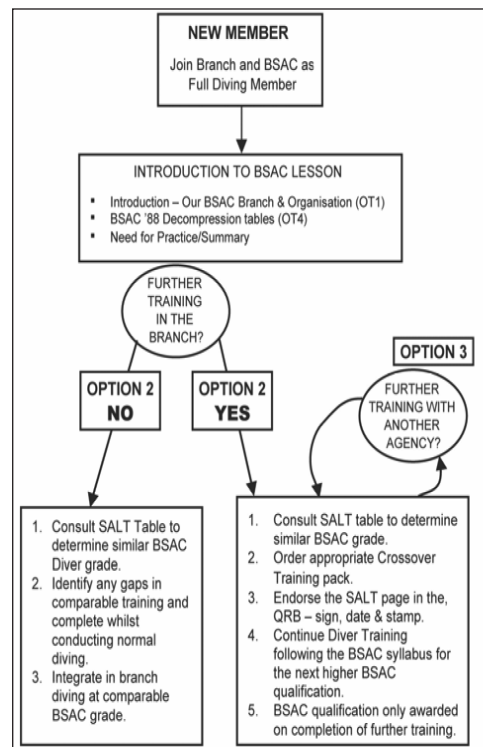 NEW MEMBER
Join Branch and BSAC as
Full Diving Member
INTRODUCTION TO BSAC LESSON
▪ Introduction – Our BSAC Branch & Organisation (OT1)
▪ BSAC '88 Decompression tables (OT4)
▪ Need for Practice/Summary
FURTHER
TRAINING
IN THE
BRANCH?
OPTION 3
OPTION 2
NO
OPTION 2
YES
FURTHER
TRAINING WITH
ANOTHER
AGENCY?
1. Consult SALT Table to
determine similar BSAC
Diver grade.
2. Identify any gaps in
comparable training and
complete whilst
conducting normal
diving.
3. Integrate in branch
diving at comparable
BSAC grade.
1. Consult SALT table to determine
similar BSAC grade.
2. Order appropriate Crossover
Training pack.
3. Endorse the SALT page in the,
QRB – sign, date & stamp.
4. Continue Diver Training
following the BSAC syllabus for
the next higher BSAC
qualification.
5. BSAC qualification only awarded
on completion of further training.